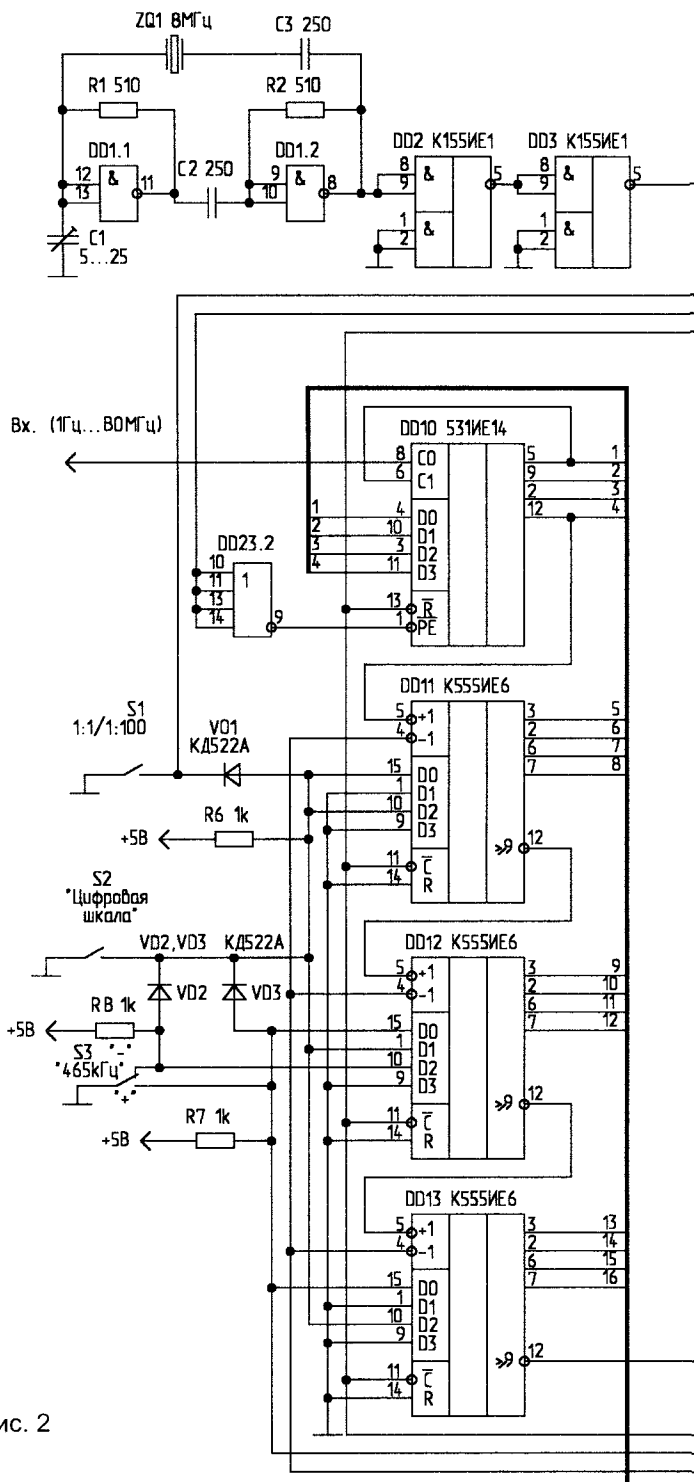 ZQ1 8МГц
C3 250
R1 510
R2 510
DD1.1
C2 250
DD1.2
DD2 К155ИЕ1
DD3 К155ИЕ1
12
13
&
11
9
10
&
8
8
9
&
1
2
&
5
8
9
&
1
2
&
5
C1
5...25
Вх. (1Гц...80МГц)
DD10 531ИЕ14
8
6
C0
C1
4
10
3
11
D0
D1
D2
D3
13
1
R
PE
5
9
2
12
1
2
3
4
1
2
3
4
DD23.2
10
11
13
14
1
9
S1
1:1/1:100
VD1
КД522А
R6 1k
+5В
DD11 К555ИЕ6
5
4
+1
-1
15
1
10
9
D0
D1
D2
D3
11
14
C
R
3
2
6
7
5
6
7
8
≥9
12
S2
"Цифровая
шкала"
VD2,VD3 КД522А
VD2
VD3
R8 1k
+5В
S3
"-"
"465кГц"
"+"
R7 1k
+5В
DD12 К555ИЕ6
5
4
+1
-1
15
1
10
9
D0
D1
D2
D3
11
14
C
R
3
2
6
7
9
10
11
12
≥9
12
DD13 К555ИЕ6
5
4
+1
-1
15
1
10
9
D0
D1
D2
D3
11
14
C
R
3
2
6
7
13
14
15
16
≥9
12
ис. 2